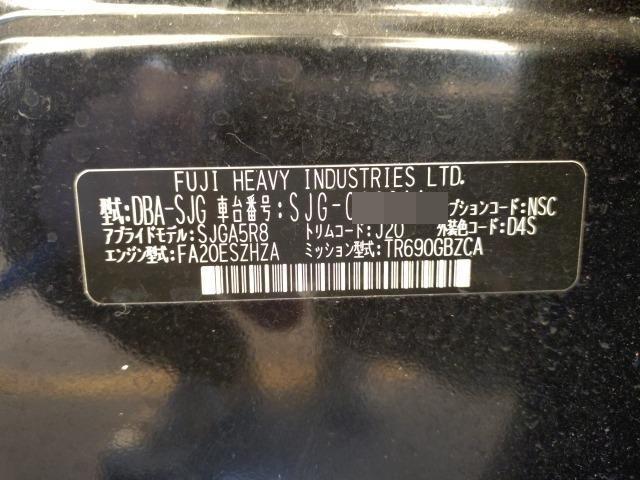 FUJI HEAVY INDUSTRIES LTD.
型式:DBA-SJG 車台番号:SJG- プションコード:NSC
アプライドモデル:SJGA5R8 トリムコード:J20 外装色コード:D4S
エンジン型式:FA20ESZHZA ミッション型式:TR690GBZCA